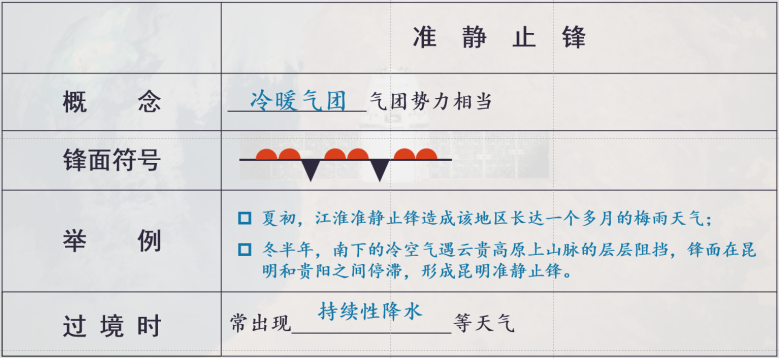 准静止锋
概念
冷暖气团气团势力相当
锋面符号
举例
夏初，江淮准静止锋造成该地区长达一个多月的梅雨天气；
冬半年，南下的冷空气遇云贵高原上山脉的层层阻挡，锋面在昆
明和贵阳之间停滞，形成昆明准静止锋。
过境时
常出现持续性降水等天气